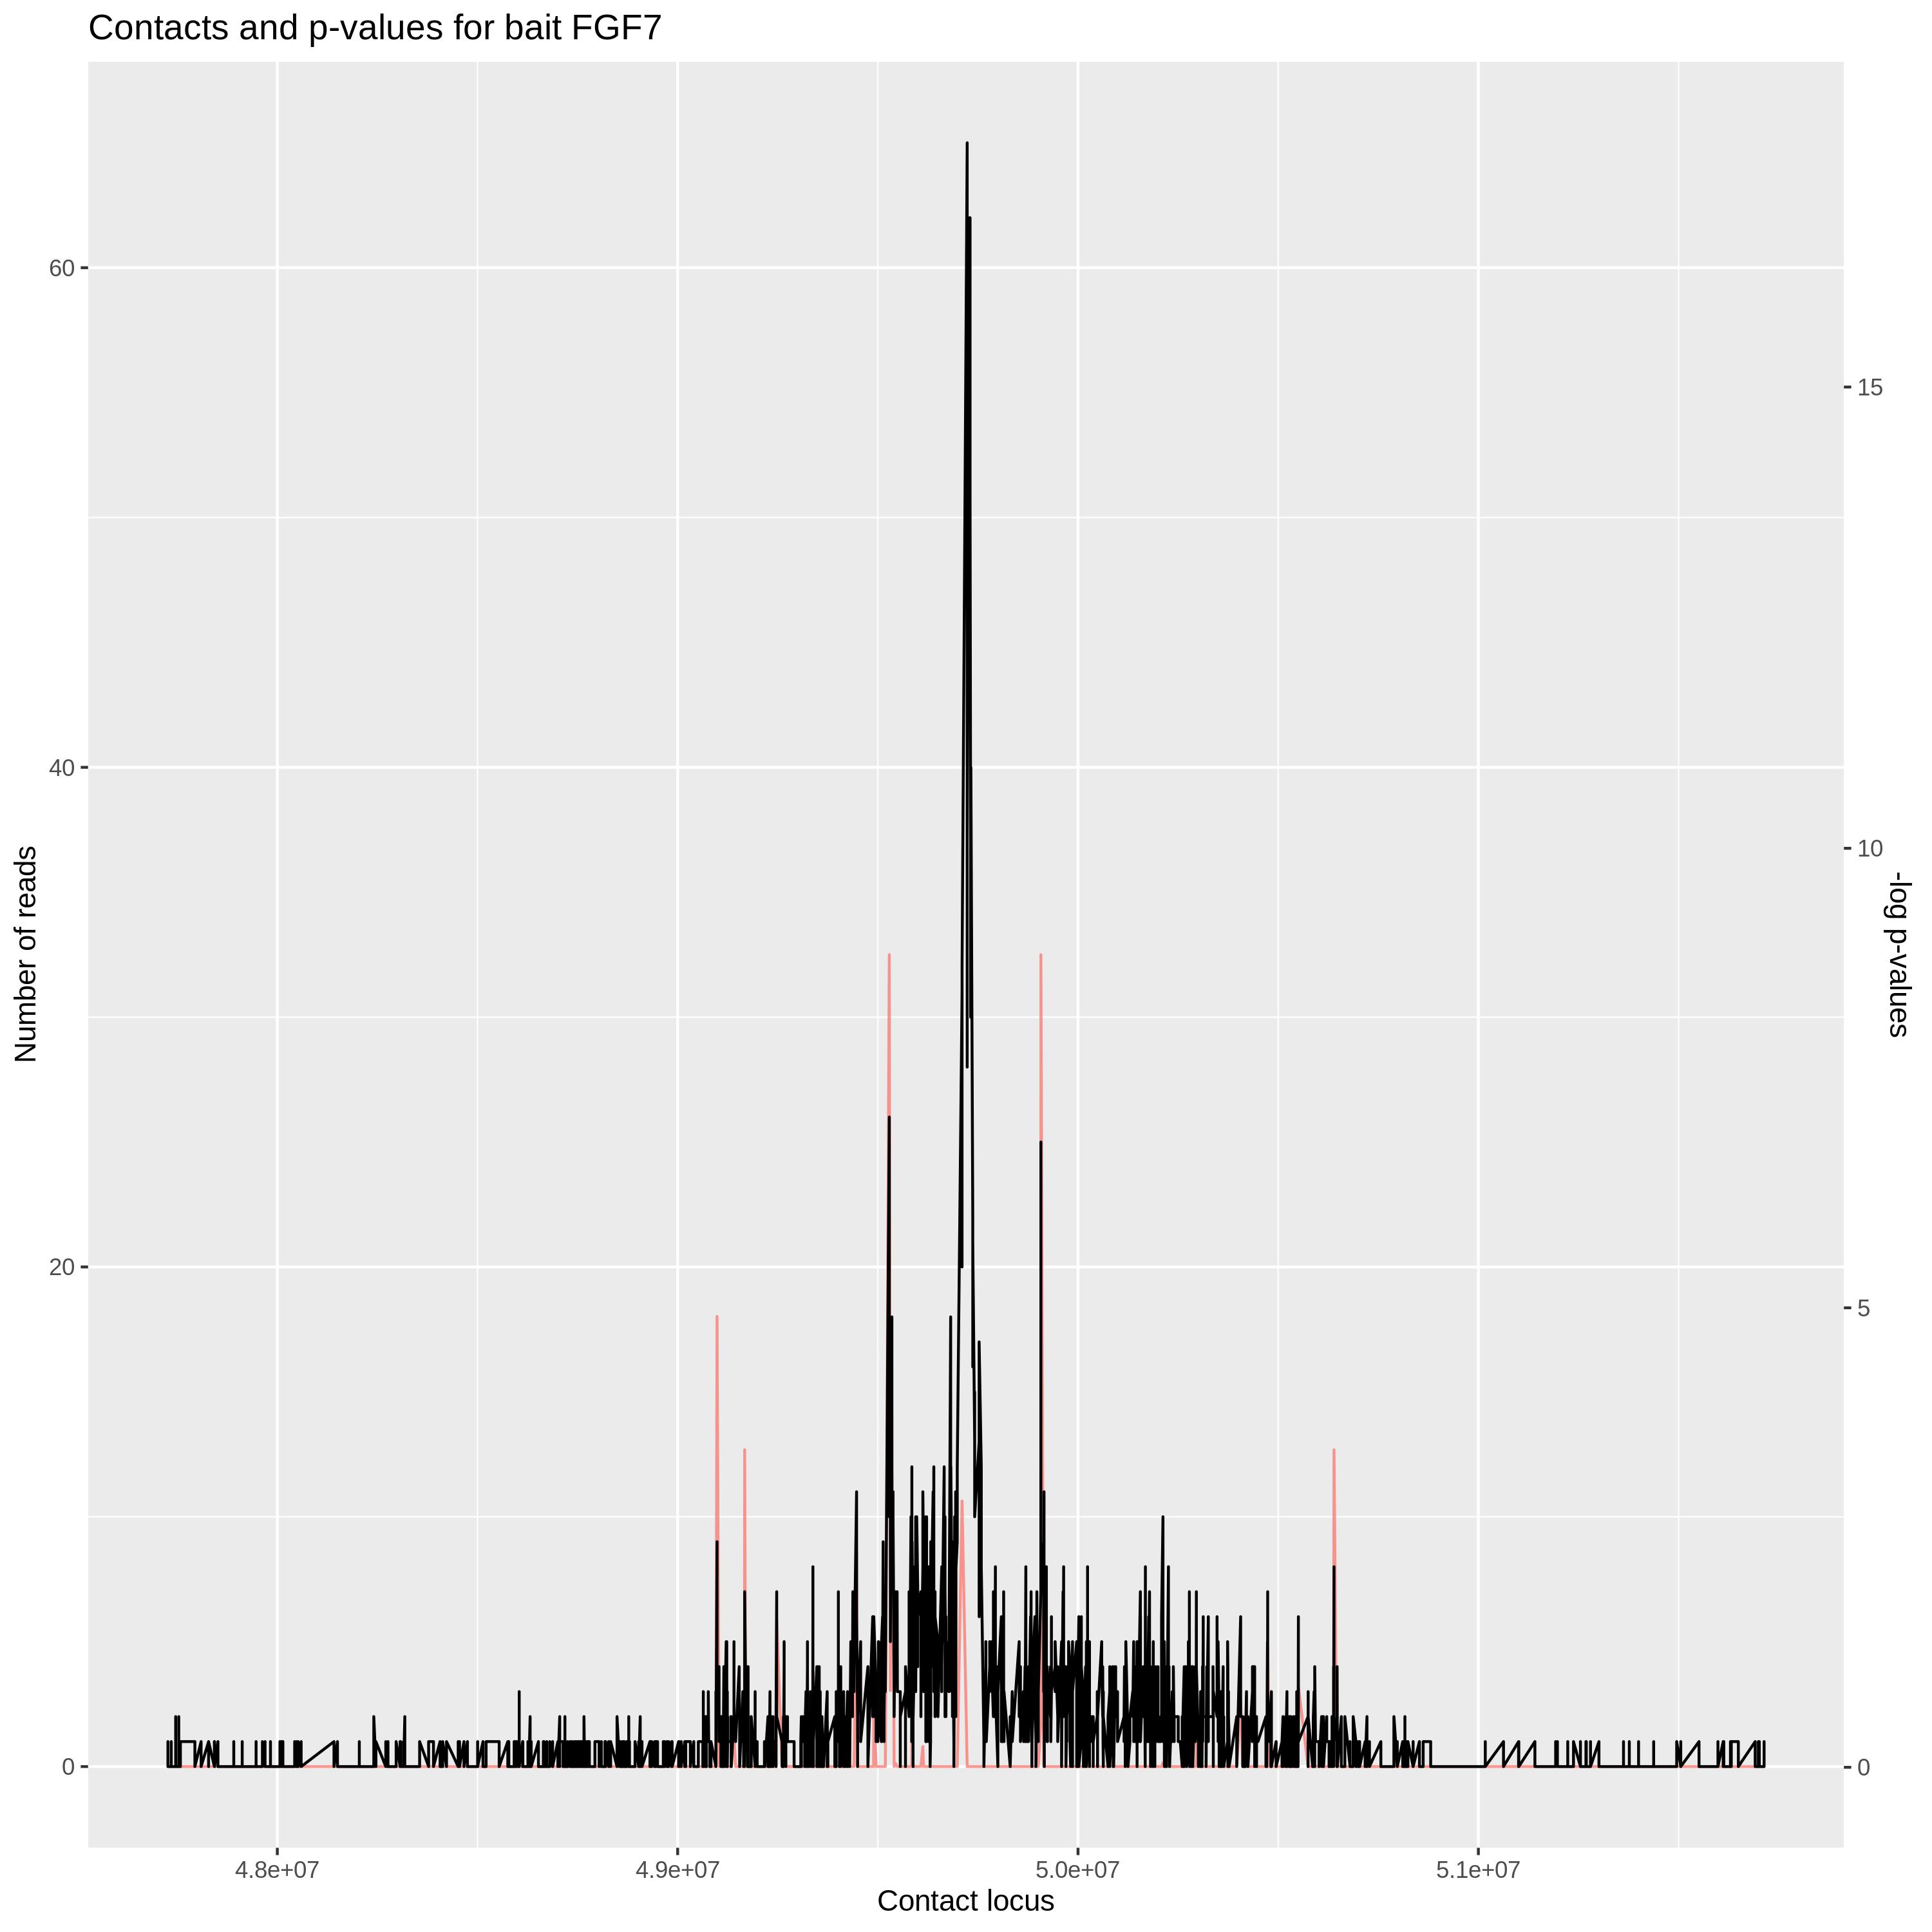 Contacts and p-values for bait FGF7
Number of reads
60
40
20
0
15
10
5
0
-log p-values
4.8e+07
4.9e+07
5.0e+07
5.1e+07
Contact locus